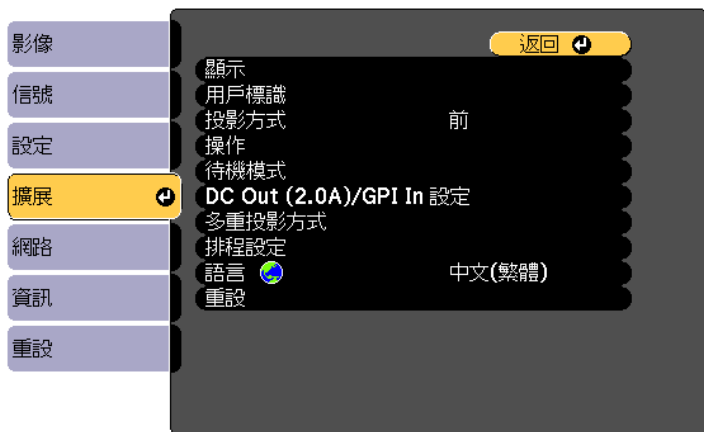 影像
信號
設定
擴展
網路
資訊
重設
返回
顯示
用戶標識
投影方式 前
操作
待機模式
DC Out (2.0A)/GPI In 設定
多重投影方式
排程設定
語言 中文(繁體)
重設